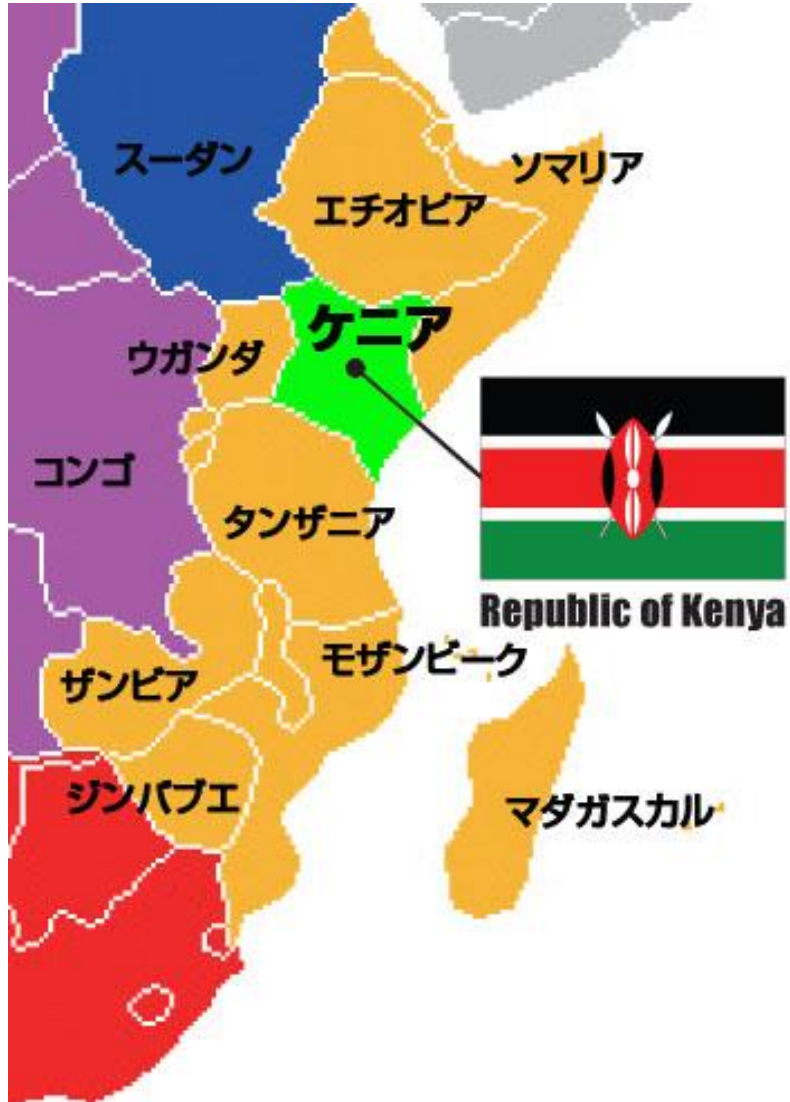 スーダン
ソマリア
エチオピア
ケニア
ウガンダ
コンゴ
タンザニア
Republic of Kenya
モザンビーク
ザンビア
ジンバブエ
マダガスカル